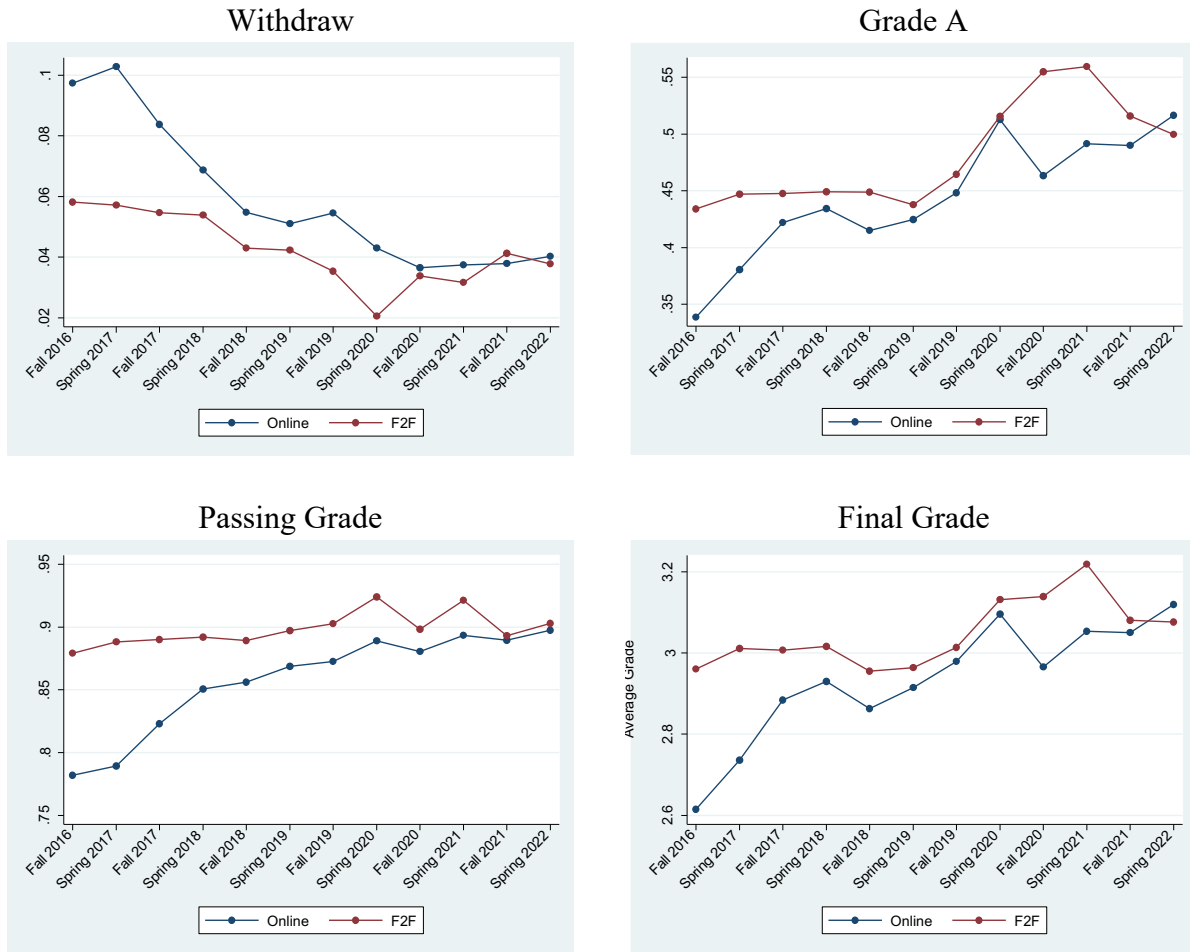 Withdraw
.1
.08
.06
.04
.02
Fall 2016
Spring 2017
Fall 2017
Spring 2018
Fall 2018
Spring 2019
Fall 2019
Spring 2020
Fall 2020
Spring 2021
Fall 2021
Spring 2022
Online F2F
Grade A
.55
.5
.45
.4
.35
Fall 2016
Spring 2017
Fall 2017
Spring 2018
Fall 2018
Spring 2019
Fall 2019
Spring 2020
Fall 2020
Spring 2021
Fall 2021
Spring 2022
Online F2F
Passing Grade
.95
.9
.85
.8
.75
Fall 2016
Spring 2017
Fall 2017
Spring 2018
Fall 2018
Spring 2019
Fall 2019
Spring 2020
Fall 2020
Spring 2021
Fall 2021
Spring 2022
Online F2F
Final Grade
Average Grade
3.2
3
2.8
2.6
Fall 2016
Spring 2017
Fall 2017
Spring 2018
Fall 2018
Spring 2019
Fall 2019
Spring 2020
Fall 2020
Spring 2021
Fall 2021
Spring 2022
Online F2F